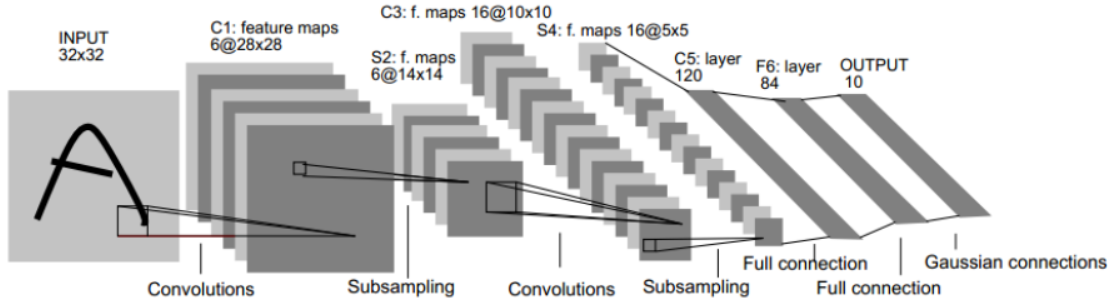 INPUT
32x32
C1: feature maps
6@28x28
S2: f. maps
6@14x14
C3: f. maps 16@10x10
S4: f. maps 16@5x5
C5: layer
120
F6: layer
84
OUTPUT
10
Convolutions
Subsampling
Convolutions
Subsampling
Full connection
Full connection
Gaussian connections